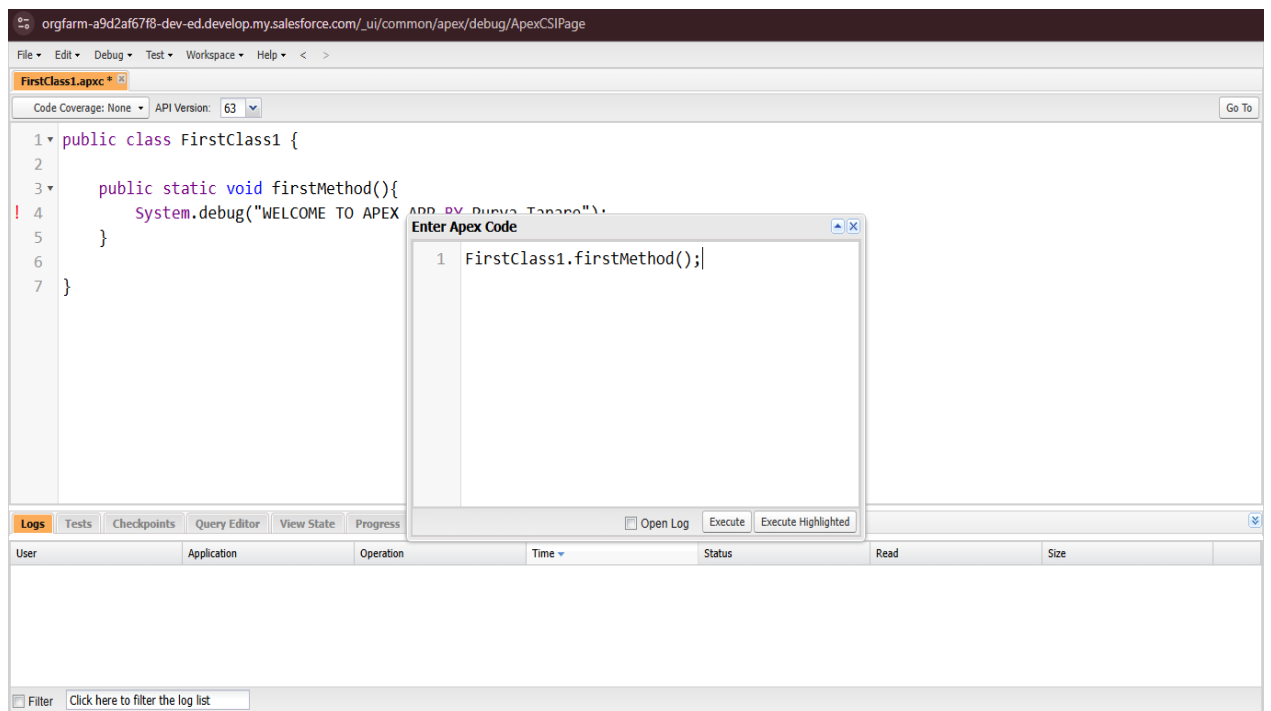 orgfarm-a9d2af67f8-dev-ed.develop.my.salesforce.com/_ui/common/apex/debug/ApexCSIPage
File Edit Debug Test Workspace Help < >
FirstClass1.apxc *
Code Coverage: None API Version: 63 Go To
1 public class FirstClass1 {
2
3 public static void firstMethod(){
! 4 System.debug("WELCOME TO APEX APP BY Purva Tapare");
5 }
6
7 }
Enter Apex Code
1 FirstClass1.firstMethod();
Open Log Execute Execute Highlighted
Logs Tests Checkpoints Query Editor View State Progress
User Application Operation Time Status Read Size
Filter Click here to filter the log list